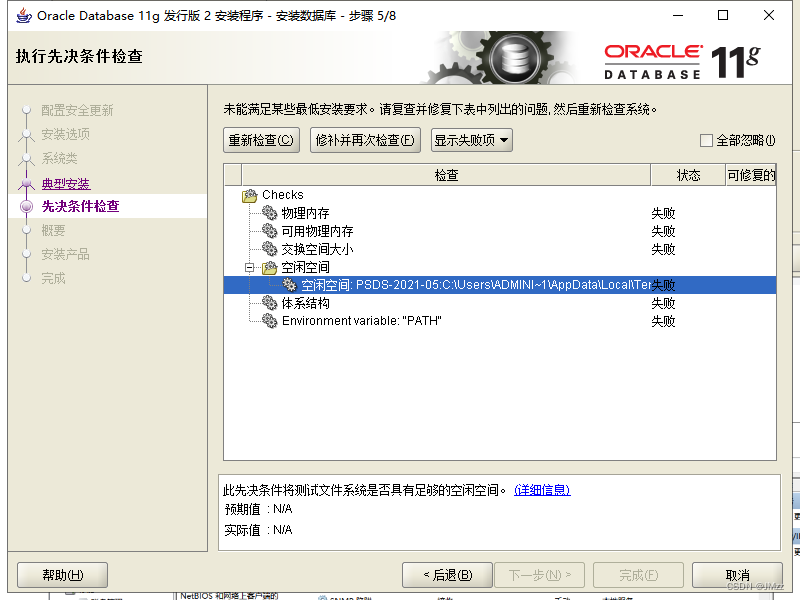 Oracle Database 11g 发行版 2 安装程序 - 安装数据库 - 步骤 5/8
执行先决条件检查
ORACLE
DATABASE
11g
配置安全更新
安装选项
系统类
典型安装
先决条件检查
概要
安装产品
完成
未能满足某些最低安装要求。请复查并修复下表中列出的问题, 然后重新检查系统。
重新检查(C) 修补并再次检查(F) 显示失败项 全部忽略(I)
检查 状态 可修复的
Checks
物理内存 失败
可用物理内存 失败
交换空间大小 失败
空闲空间
空闲空间: PSDS-2021-05:C:\Users\ADMINI~1\AppData\Local\Ter 失败
体系结构 失败
Environment variable: "PATH" 失败
此先决条件将测试文件系统是否具有足够的空闲空间。 (详细信息)
预期值 : N/A
实际值 : N/A
帮助(H) < 后退(B) 下一步(N) > 完成(F) 取消
CSDN @JMzz
NetBIOS 和网络上客户端的